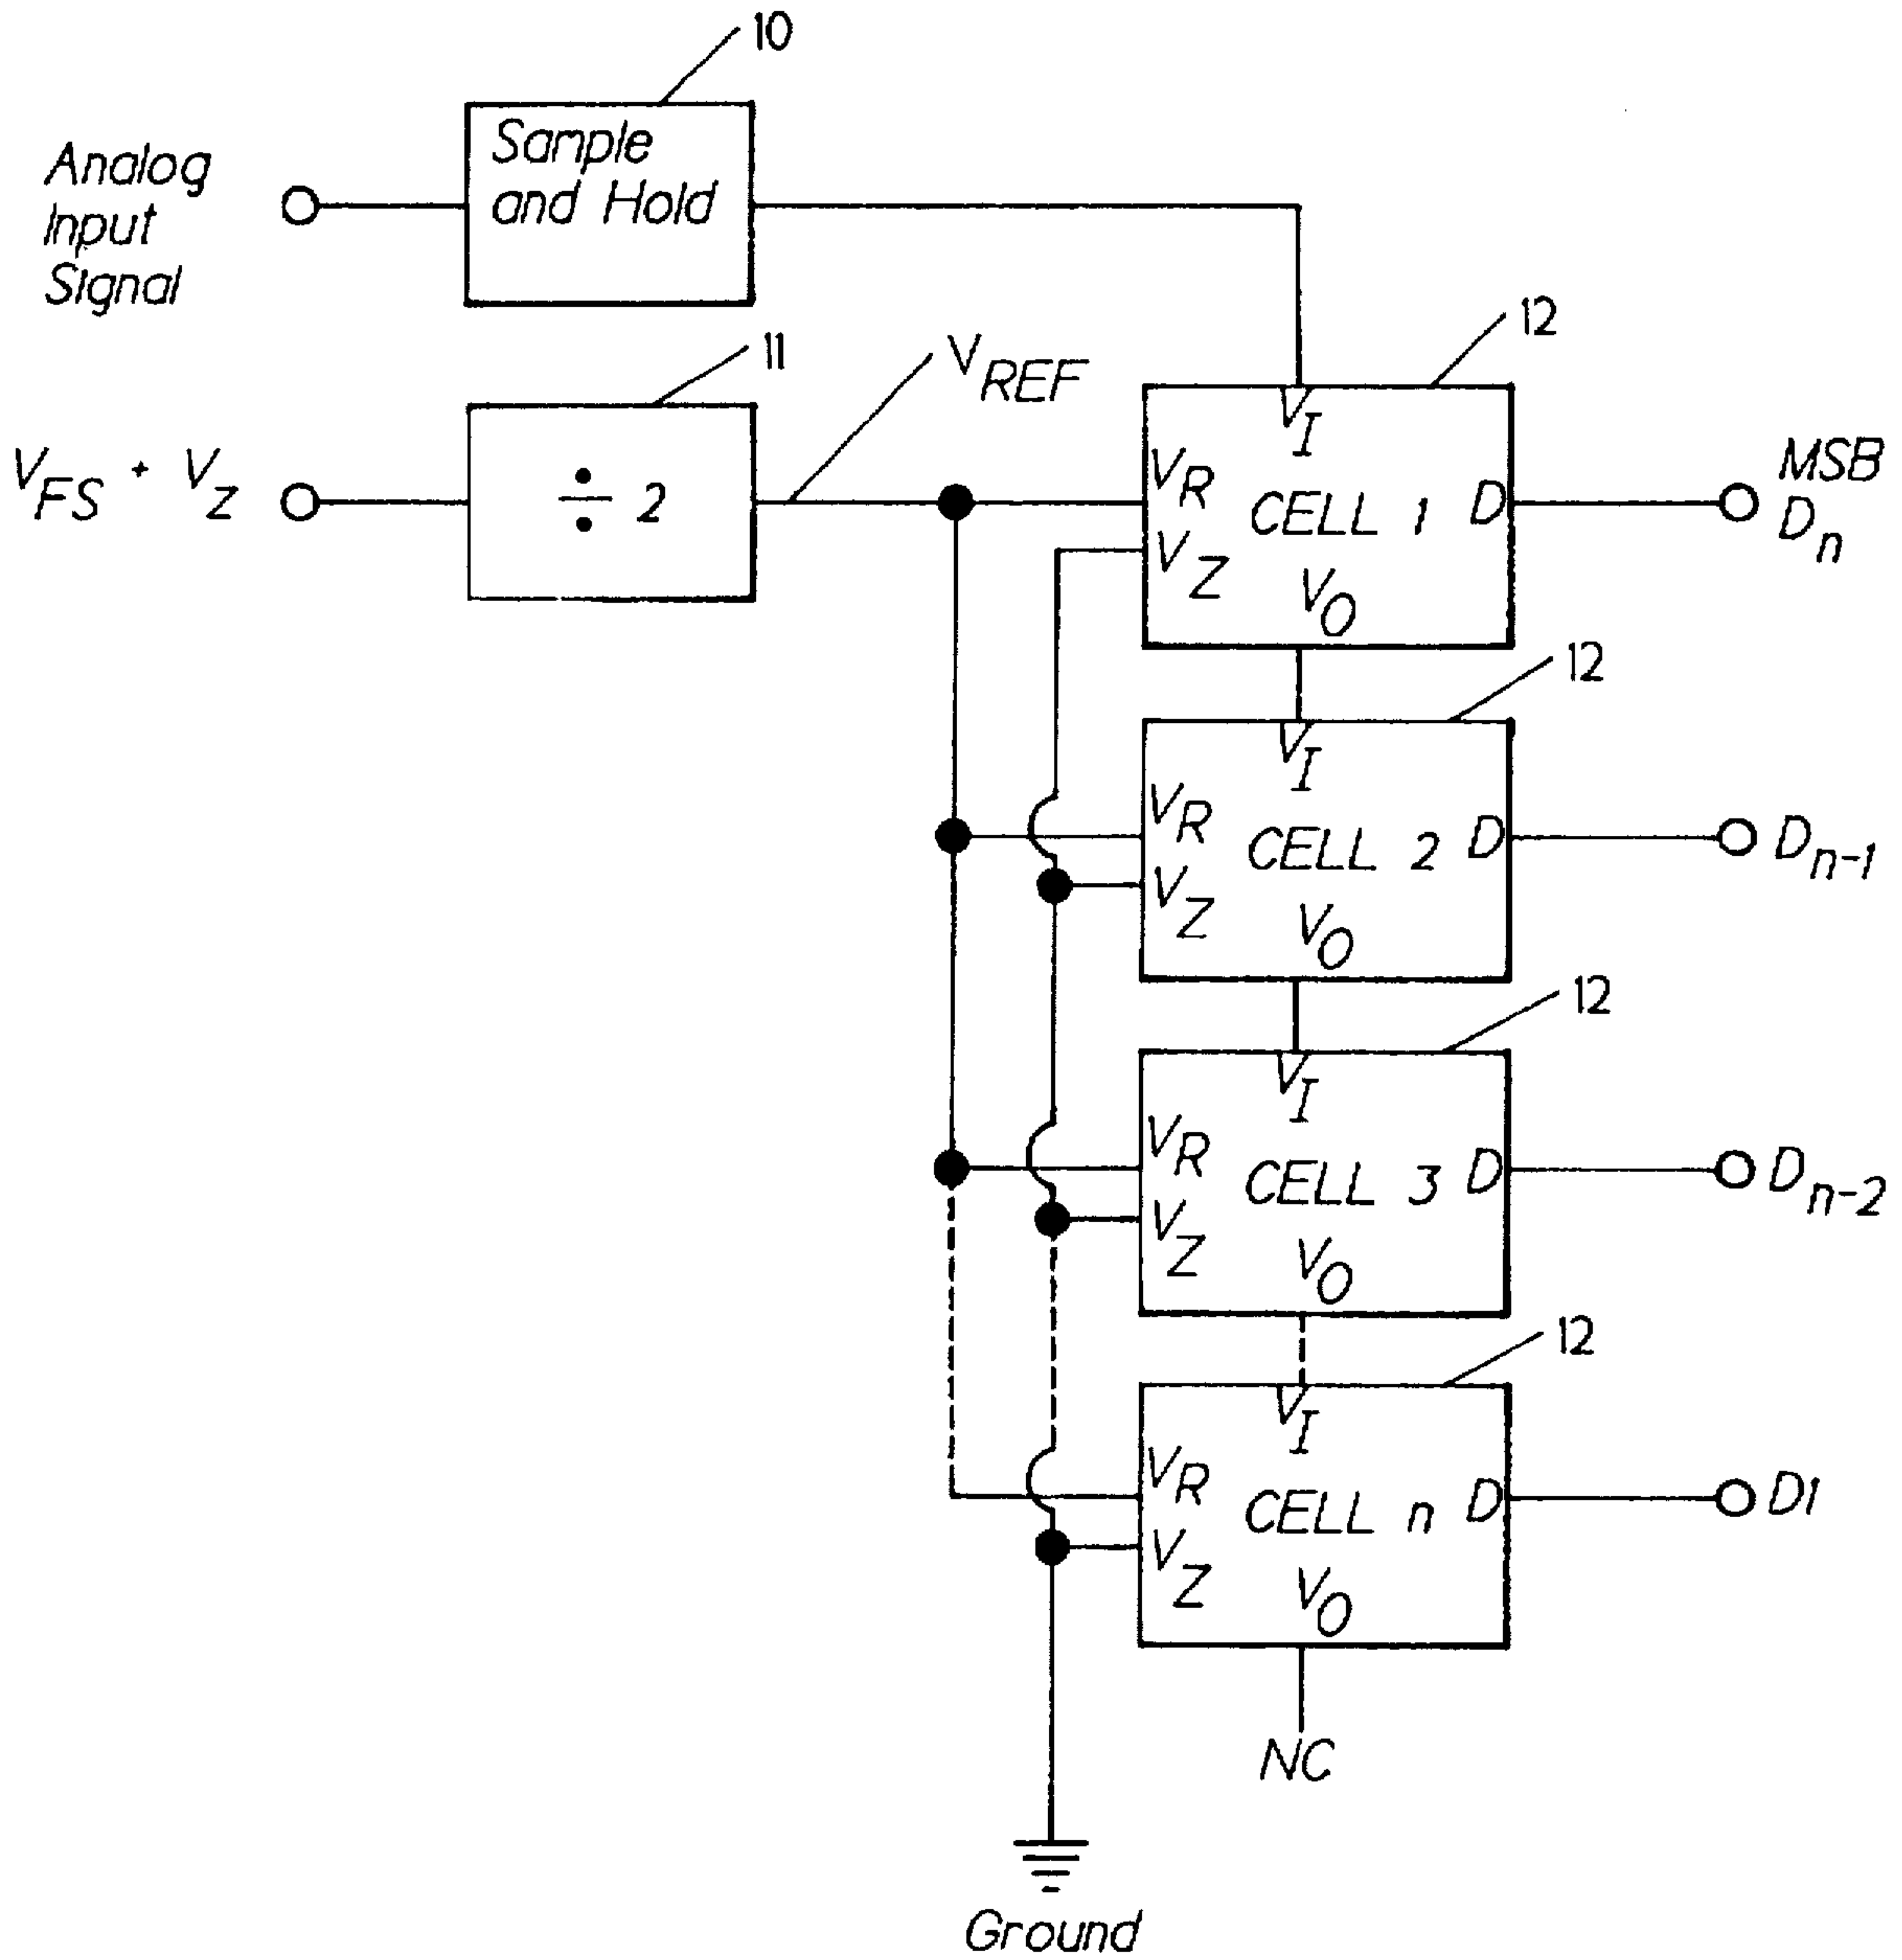 10
Sample
and Hold
Analog
Input
Signal
11
V_REF
V_FS + V_Z
÷ 2
12
V_I
V_R
CELL 1
D
V_Z
V_O
MSB
D_n
12
V_I
V_R
CELL 2
D
V_Z
V_O
D_n-1
12
V_I
V_R
CELL 3
D
V_Z
V_O
D_n-2
12
V_I
V_R
CELL n
D
V_Z
V_O
D1
NC
Ground